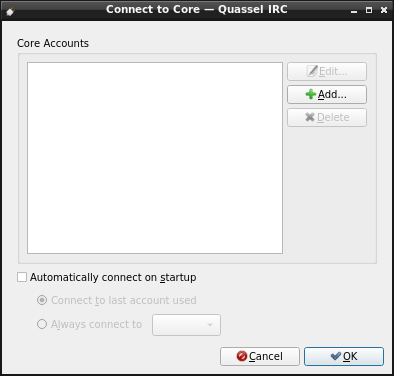 Connect to Core — Quassel IRC
Core Accounts
Edit...
Add...
Delete
Automatically connect on startup
Connect to last account used
Always connect to
Cancel
OK